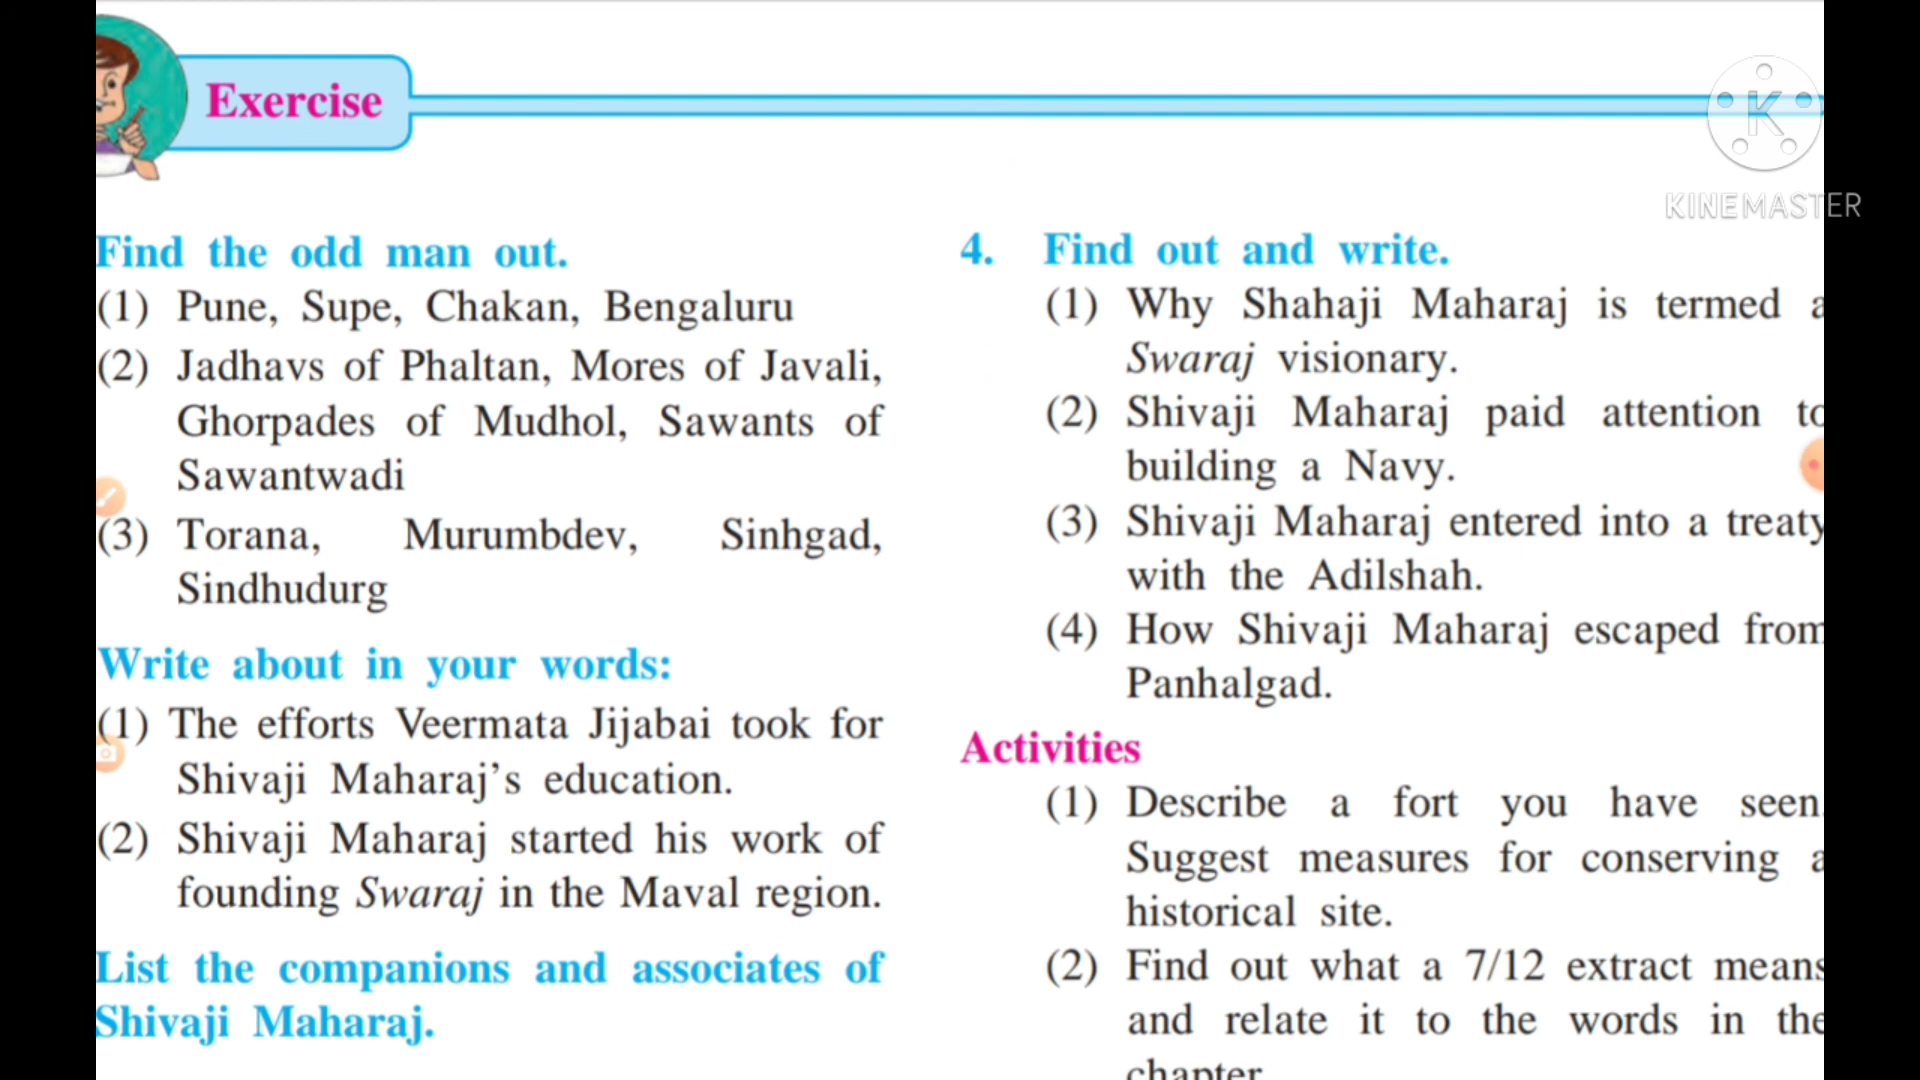 Exercise
KINEMASTER
Find the odd man out.
(1) Pune, Supe, Chakan, Bengaluru
(2) Jadhavs of Phaltan, Mores of Javali,
Ghorpades of Mudhol, Sawants of
Sawantwadi
(3) Torana, Murumbdev, Sinhgad,
Sindhudurg
Write about in your words:
(1) The efforts Veermata Jijabai took for
Shivaji Maharaj's education.
(2) Shivaji Maharaj started his work of
founding Swaraj in the Maval region.
List the companions and associates of
Shivaji Maharaj.
4. Find out and write.
(1) Why Shahaji Maharaj is termed a
Swaraj visionary.
(2) Shivaji Maharaj paid attention to
building a Navy.
(3) Shivaji Maharaj entered into a treaty
with the Adilshah.
(4) How Shivaji Maharaj escaped from
Panhalgad.
Activities
(1) Describe a fort you have seen.
Suggest measures for conserving a
historical site.
(2) Find out what a 7/12 extract means
and relate it to the words in the
chapter